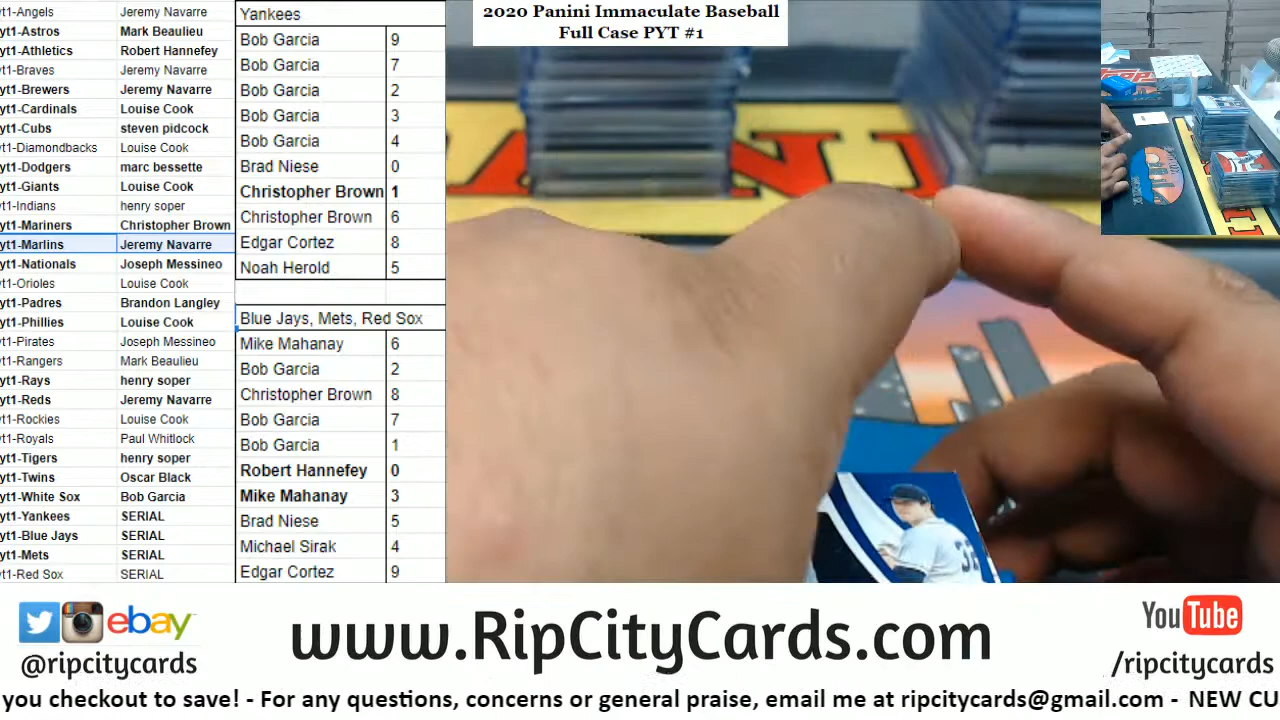 yt1-Angels Jeremy Navarre
yt1-Astros Mark Beaulieu
yt1-Athletics Robert Hannefey
yt1-Braves Jeremy Navarre
yt1-Brewers Jeremy Navarre
yt1-Cardinals Louise Cook
yt1-Cubs steven pidcock
yt1-Diamondbacks Louise Cook
yt1-Dodgers marc bessette
yt1-Giants Louise Cook
yt1-Indians henry soper
yt1-Mariners Christopher Brown
yt1-Marlins Jeremy Navarre
yt1-Nationals Joseph Messineo
yt1-Orioles Louise Cook
yt1-Padres Brandon Langley
yt1-Phillies Louise Cook
yt1-Pirates Joseph Messineo
yt1-Rangers Mark Beaulieu
yt1-Rays henry soper
yt1-Reds Jeremy Navarre
yt1-Rockies Louise Cook
yt1-Royals Paul Whitlock
yt1-Tigers henry soper
yt1-Twins Oscar Black
yt1-White Sox Bob Garcia
yt1-Yankees SERIAL
yt1-Blue Jays SERIAL
yt1-Mets SERIAL
yt1-Red Sox SERIAL
Yankees
Bob Garcia 9
Bob Garcia 7
Bob Garcia 2
Bob Garcia 3
Bob Garcia 4
Brad Niese 0
Christopher Brown 1
Christopher Brown 6
Edgar Cortez 8
Noah Herold 5
Blue Jays, Mets, Red Sox
Mike Mahanay 6
Bob Garcia 2
Christopher Brown 8
Bob Garcia 7
Bob Garcia 1
Robert Hannefey 0
Mike Mahanay 3
Brad Niese 5
Michael Sirak 4
Edgar Cortez 9
2020 Panini Immaculate Baseball
Full Case PYT #1
ebay
@ripcitycards
www.RipCityCards.com
YouTube
/ripcitycards
you checkout to save! - For any questions, concerns or general praise, email me at ripcitycards@gmail.com - NEW CU